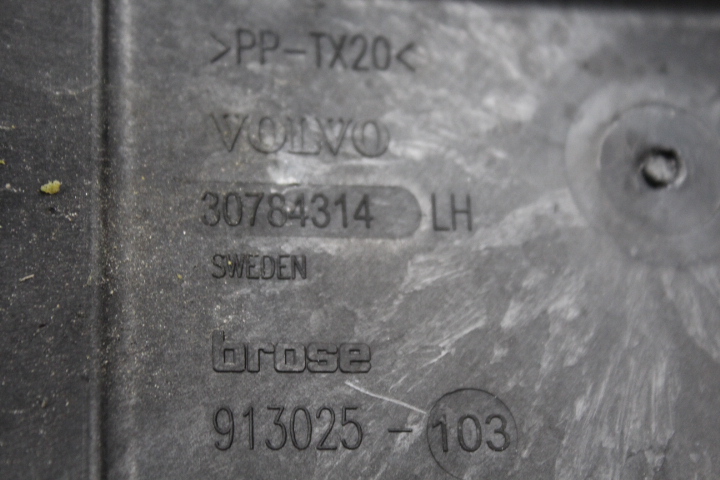 >PP-TX20<
VOLVO
30784314 LH
SWEDEN
brose
913025-103